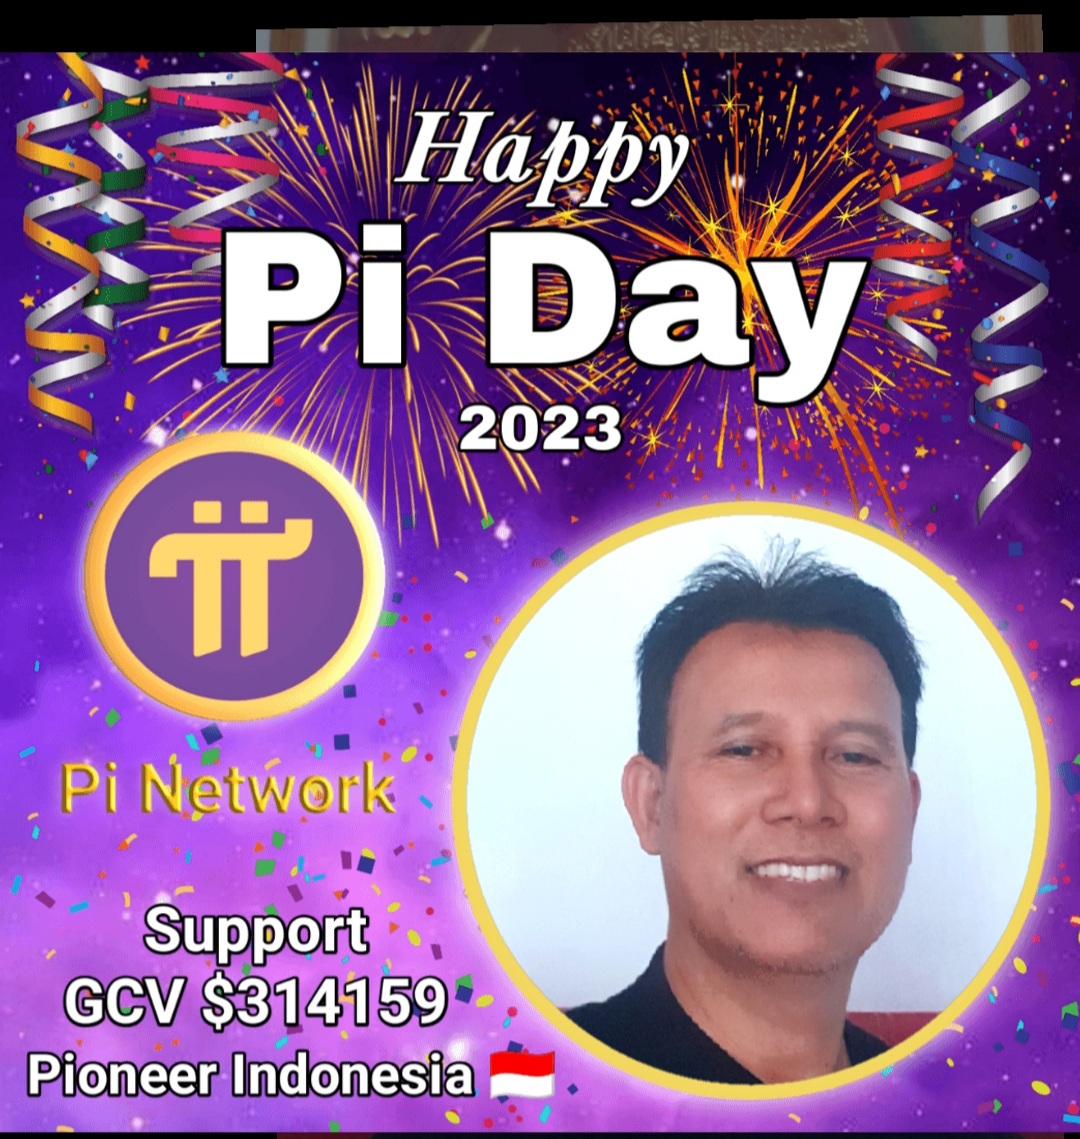 Happy
Pi Day
2023
Pi Network
Support
GCV $314159
Pioneer Indonesia 🇮🇩